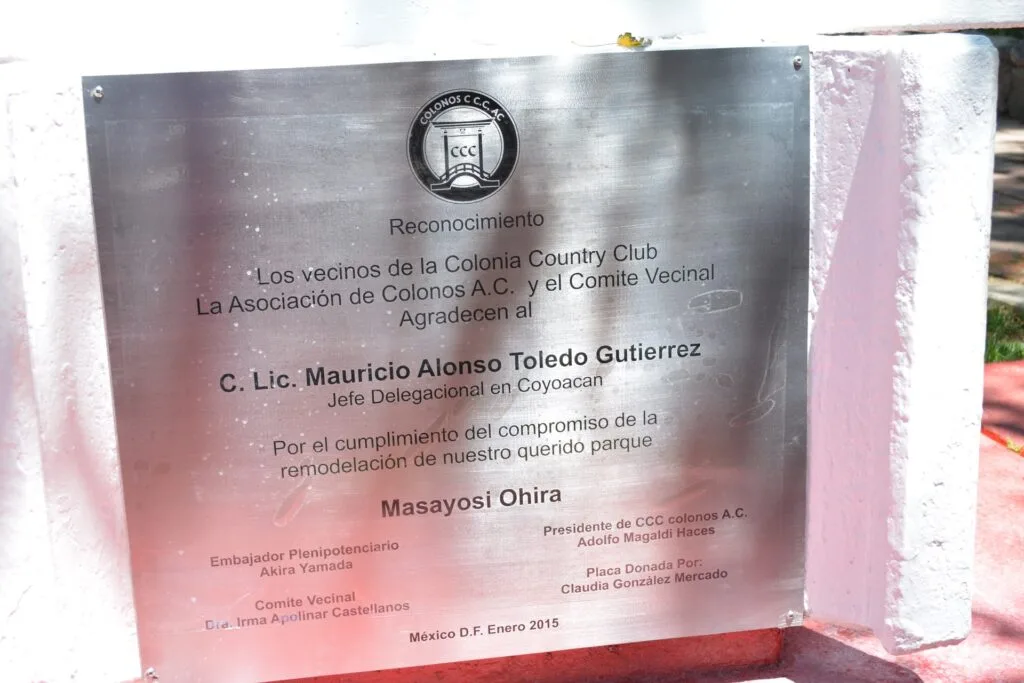 COLONOS C C.C. AC
CCC
Reconocimiento
Los vecinos de la Colonia Country Club
La Asociación de Colonos A.C. y el Comite Vecinal
Agradecen al
C. Lic. Mauricio Alonso Toledo Gutierrez
Jefe Delegacional en Coyoacan
Por el cumplimiento del compromiso de la
remodelación de nuestro querido parque
Masayosi Ohira
Embajador Plenipotenciario
Akira Yamada
Presidente de CCC colonos A.C.
Adolfo Magaldi Haces
Comite Vecinal
Dra. Irma Apolinar Castellanos
Placa Donada Por:
Claudia González Mercado
México D.F. Enero 2015